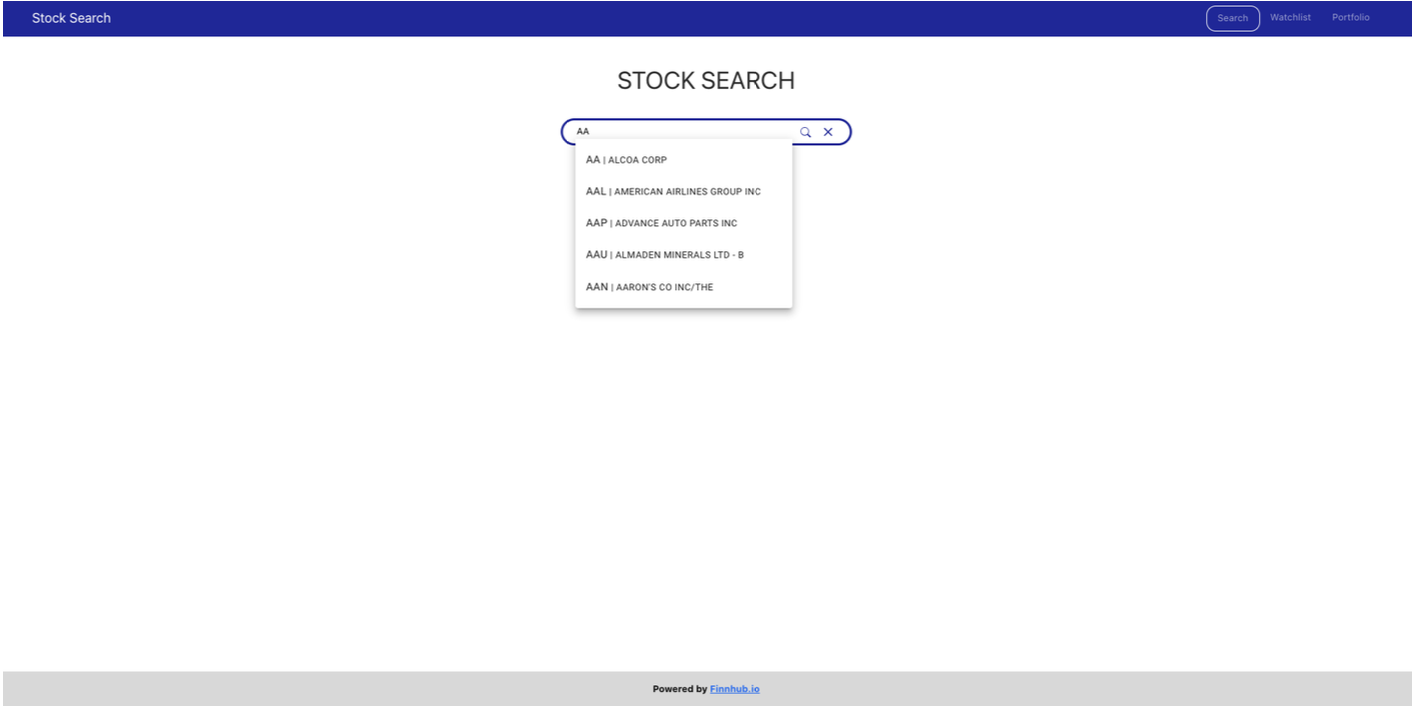 Stock Search
Search Watchlist Portfolio
STOCK SEARCH
AA
AA | ALCOA CORP
AAL | AMERICAN AIRLINES GROUP INC
AAP | ADVANCE AUTO PARTS INC
AAU | ALMADEN MINERALS LTD - B
AAN | AARON'S CO INC/THE
Powered by Finnhub.io